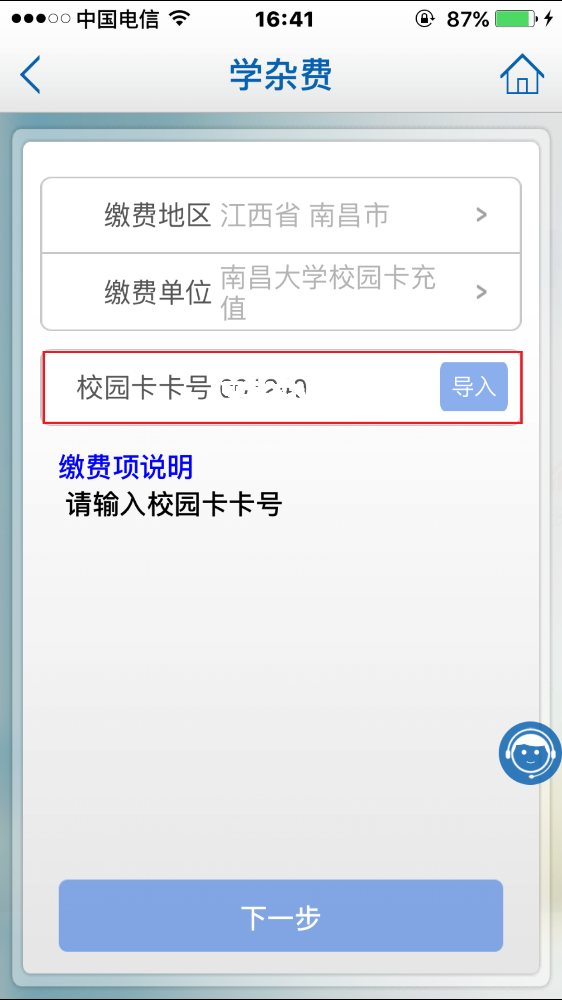 中国电信 16:41 87%
学杂费
缴费地区 江西省 南昌市 >
缴费单位 南昌大学校园卡充
值 >
校园卡卡号 导入
缴费项说明
请输入校园卡卡号
下一步